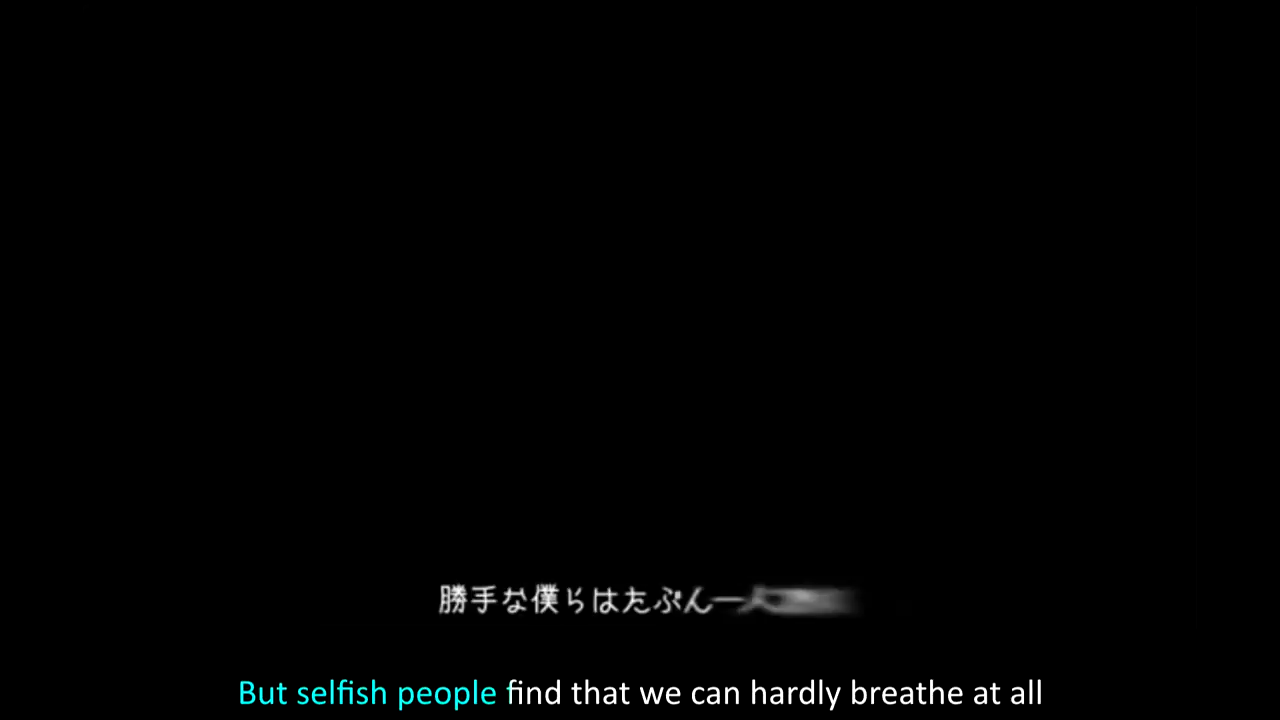 勝手な僕らはたぶん一人
But selfish people find that we can hardly breathe at all